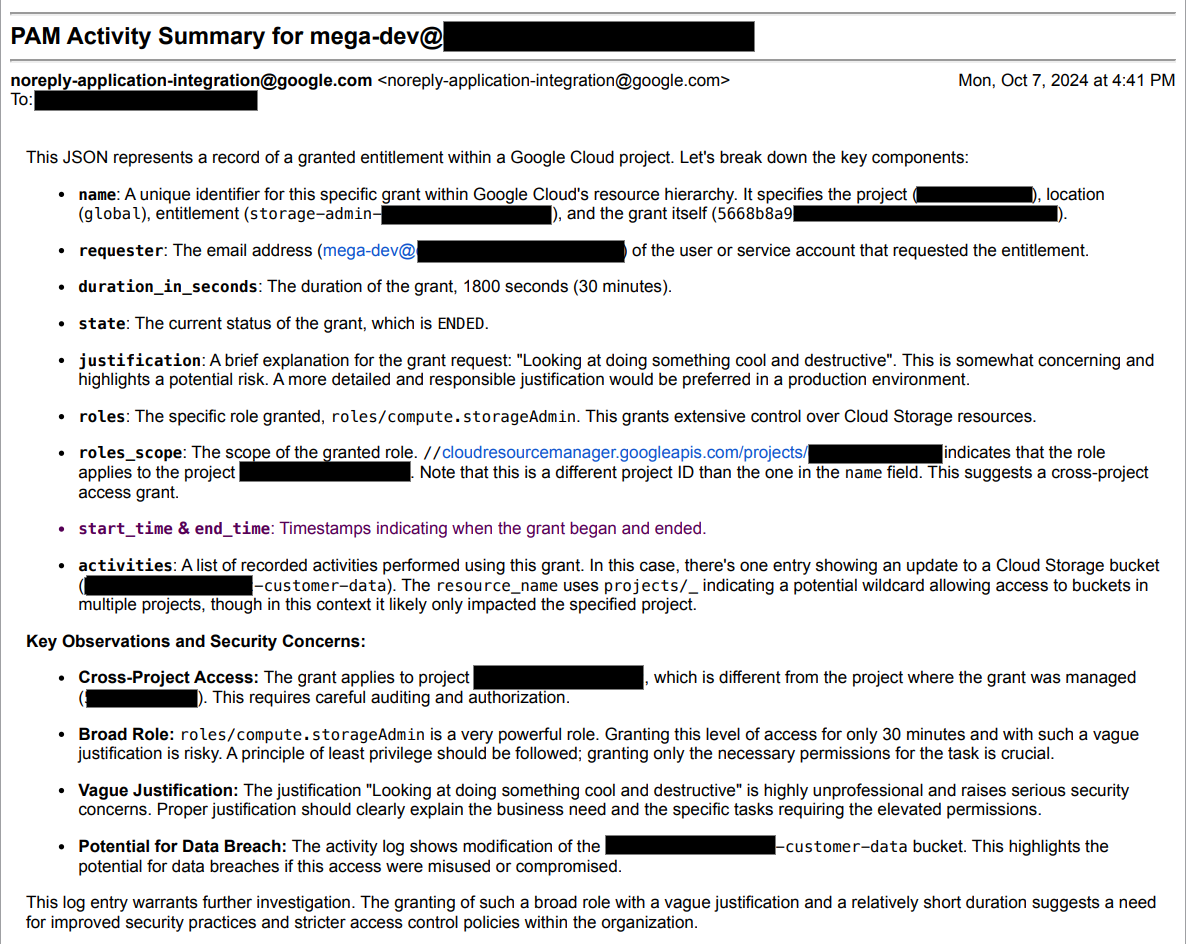 PAM Activity Summary for mega-dev@
noreply-application-integration@google.com <noreply-application-integration@google.com> Mon, Oct 7, 2024 at 4:41 PM
To:
This JSON represents a record of a granted entitlement within a Google Cloud project. Let's break down the key components:
• name: A unique identifier for this specific grant within Google Cloud's resource hierarchy. It specifies the project ( ), location
(global), entitlement (storage-admin- ), and the grant itself (5668b8a9 ).
• requester: The email address (mega-dev@ ) of the user or service account that requested the entitlement.
• duration_in_seconds: The duration of the grant, 1800 seconds (30 minutes).
• state: The current status of the grant, which is ENDED.
• justification: A brief explanation for the grant request: "Looking at doing something cool and destructive". This is somewhat concerning and
highlights a potential risk. A more detailed and responsible justification would be preferred in a production environment.
• roles: The specific role granted, roles/compute.storageAdmin. This grants extensive control over Cloud Storage resources.
• roles_scope: The scope of the granted role. //cloudresourcemanager.googleapis.com/projects/ indicates that the role
applies to the project . Note that this is a different project ID than the one in the name field. This suggests a cross-project
access grant.
• start_time & end_time: Timestamps indicating when the grant began and ended.
• activities: A list of recorded activities performed using this grant. In this case, there's one entry showing an update to a Cloud Storage bucket
( -customer-data). The resource_name uses projects/_ indicating a potential wildcard allowing access to buckets in
multiple projects, though in this context it likely only impacted the specified project.
Key Observations and Security Concerns:
• Cross-Project Access: The grant applies to project , which is different from the project where the grant was managed
( ). This requires careful auditing and authorization.
• Broad Role: roles/compute.storageAdmin is a very powerful role. Granting this level of access for only 30 minutes and with such a vague
justification is risky. A principle of least privilege should be followed; granting only the necessary permissions for the task is crucial.
• Vague Justification: The justification "Looking at doing something cool and destructive" is highly unprofessional and raises serious security
concerns. Proper justification should clearly explain the business need and the specific tasks requiring the elevated permissions.
• Potential for Data Breach: The activity log shows modification of the -customer-data bucket. This highlights the
potential for data breaches if this access were misused or compromised.
This log entry warrants further investigation. The granting of such a broad role with a vague justification and a relatively short duration suggests a need
for improved security practices and stricter access control policies within the organization.